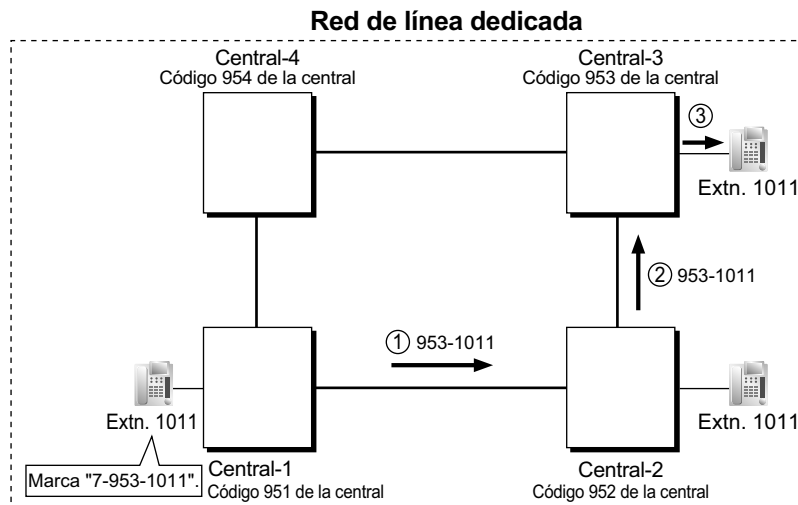 Red de línea dedicada
Central-4
Código 954 de la central
Central-3
Código 953 de la central
③
Extn. 1011
② 953-1011
① 953-1011
Extn. 1011
Extn. 1011
Marca "7-953-1011".
Central-1
Código 951 de la central
Central-2
Código 952 de la central